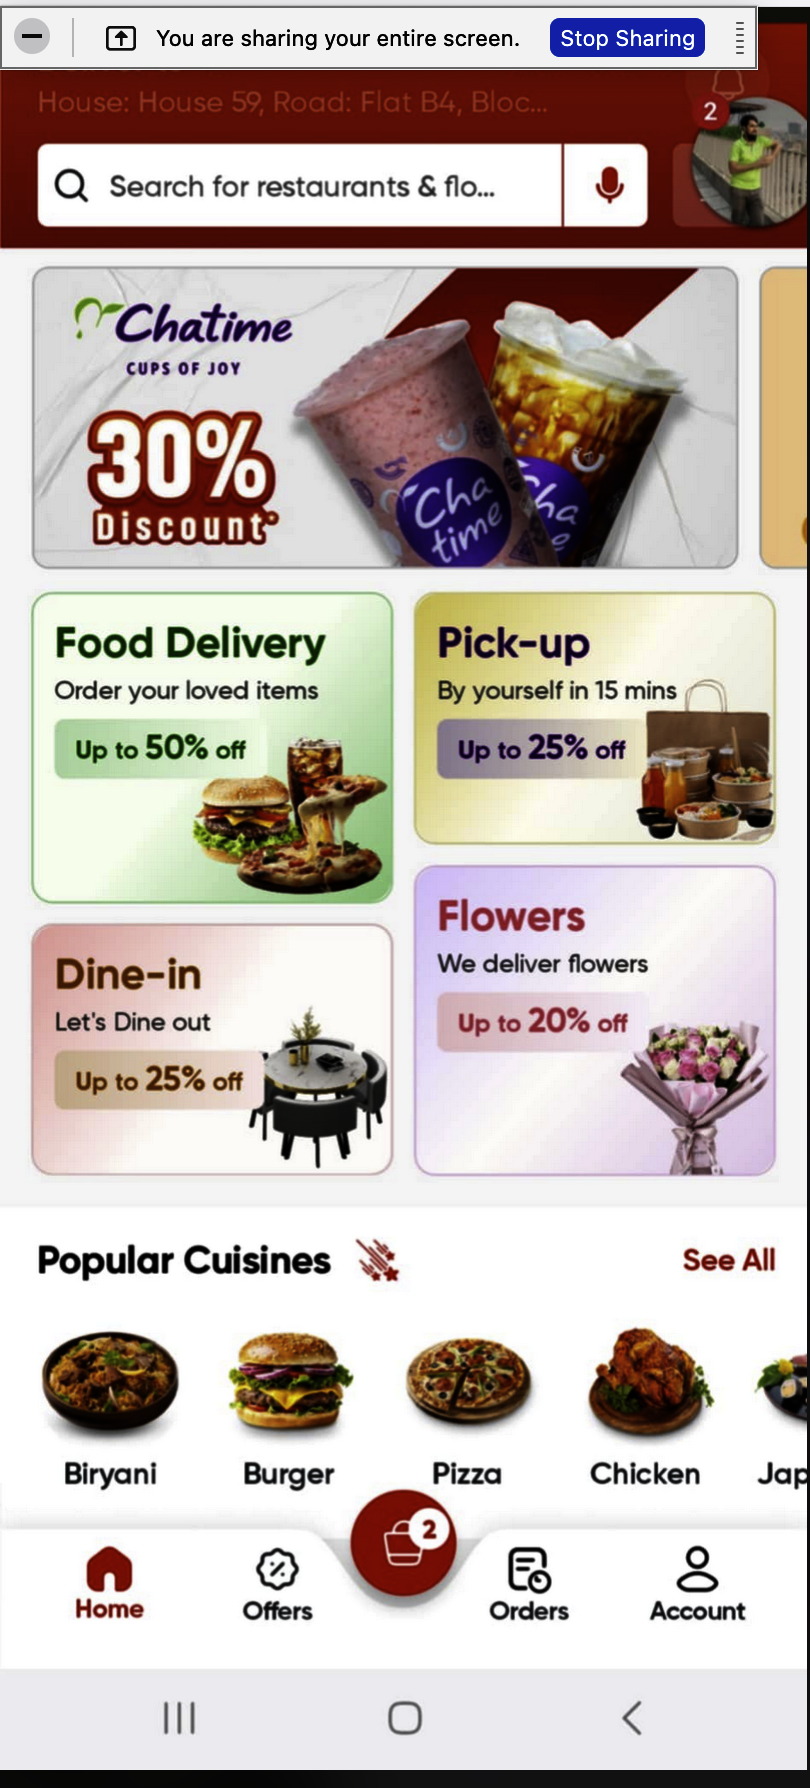 You are sharing your entire screen.
Stop Sharing
House: House 59, Road: Flat B4, Bloc...
2
Search for restaurants & flo...
Chatime
CUPS OF JOY
30%
Discount*
Cha
time
Cha
Food Delivery
Order your loved items
Up to 50% off
Pick-up
By yourself in 15 mins
Up to 25% off
Flowers
We deliver flowers
Up to 20% off
Dine-in
Let's Dine out
Up to 25% off
Popular Cuisines
See All
Biryani
Burger
Pizza
Chicken
Jap
2
Home
Offers
Orders
Account